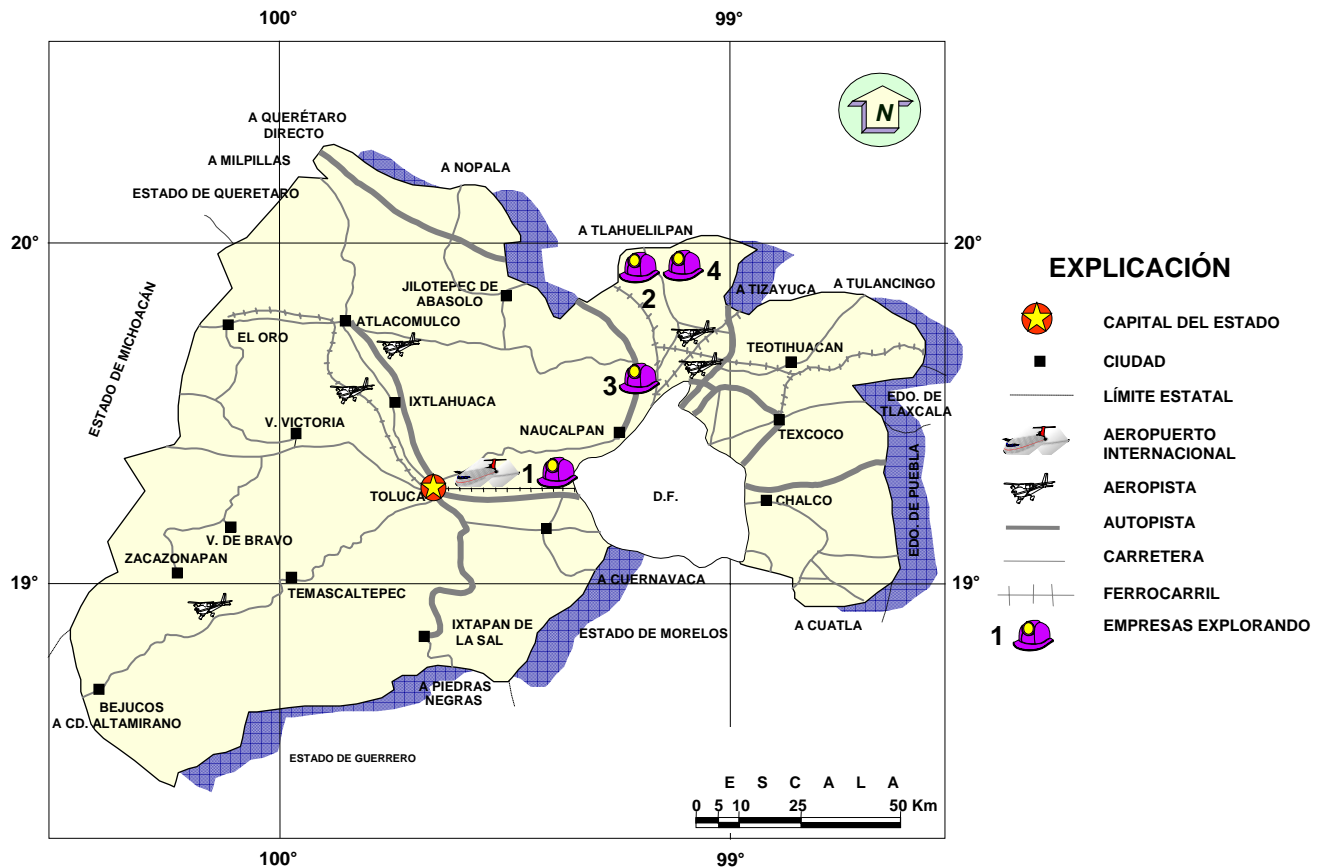 100°
99°
N
A QUERÉTARO
DIRECTO
A MILPILLAS
A NOPALA
ESTADO DE QUERETARO
A TLAHUELILPAN
20°
20°
4
2
A TIZAYUCA
A TULANCINGO
JILOTEPEC DE
ABASOLO
ATLACOMULCO
EL ORO
TEOTIHUACAN
ESTADO DE MICHOACÁN
3
IXTLAHUACA
EDO. DE
TLAXCALA
V. VICTORIA
NAUCALPAN
TEXCOCO
1
TOLUCA
D.F.
CHALCO
EDO. DE PUEBLA
V. DE BRAVO
ZACAZONAPAN
19°
19°
TEMASCALTEPEC
A CUERNAVACA
IXTAPAN DE
LA SAL
ESTADO DE MORELOS
A CUATLA
A PIEDRAS
NEGRAS
BEJUCOS
A CD. ALTAMIRANO
ESTADO DE GUERRERO
E S C A L A
0 5 10 25 50 Km
100°
99°
EXPLICACIÓN
CAPITAL DEL ESTADO
CIUDAD
LÍMITE ESTATAL
AEROPUERTO
INTERNACIONAL
AEROPISTA
AUTOPISTA
CARRETERA
FERROCARRIL
1 EMPRESAS EXPLORANDO